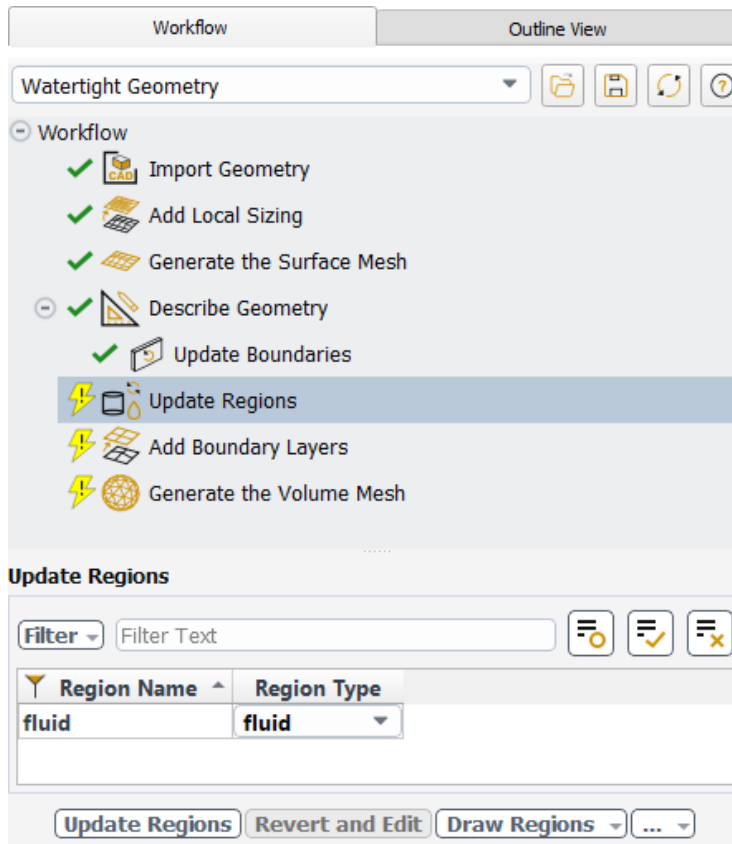 Workflow Outline View
Watertight Geometry
Workflow
CAD Import Geometry
Add Local Sizing
Generate the Surface Mesh
Describe Geometry
Update Boundaries
Update Regions
Add Boundary Layers
Generate the Volume Mesh
Update Regions
Filter Filter Text
Region Name Region Type
fluid fluid
Update Regions Revert and Edit Draw Regions ...